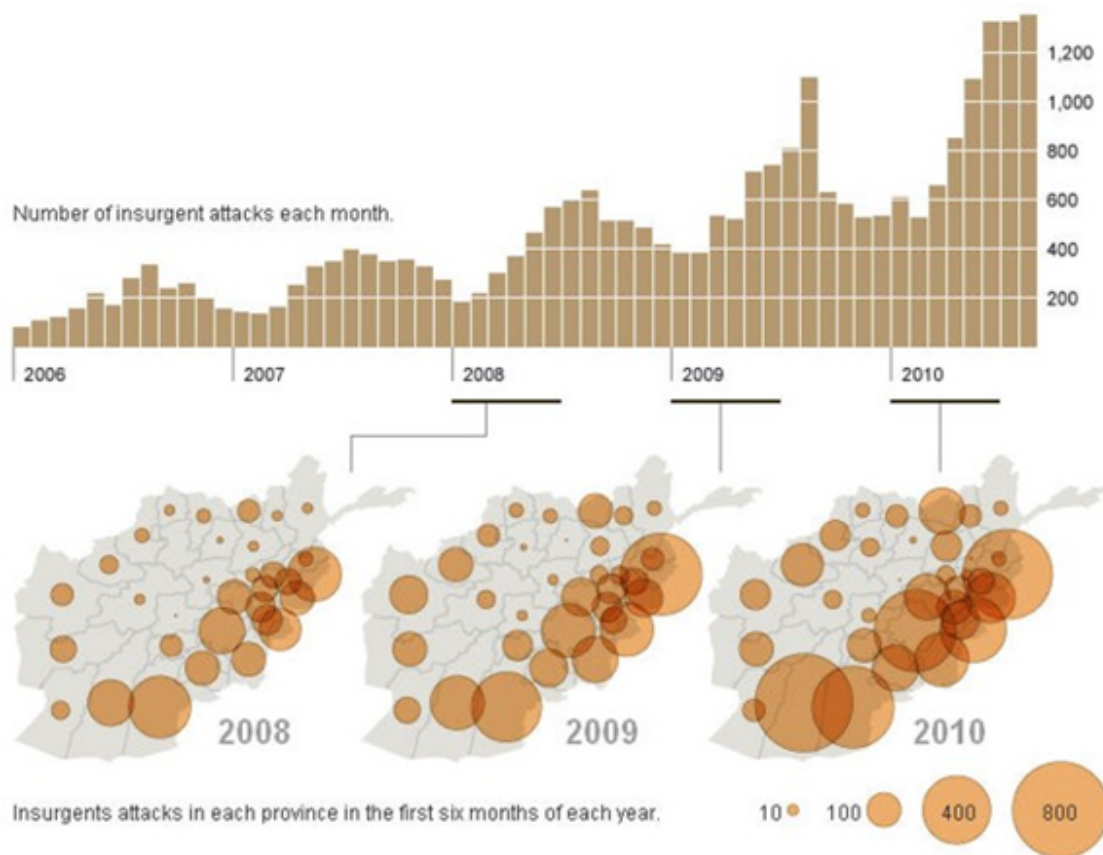 1,200
1,000
800
Number of insurgent attacks each month.
600
400
200
2006 2007 2008 2009 2010
2008 2009 2010
Insurgents attacks in each province in the first six months of each year. 10 100 400 800